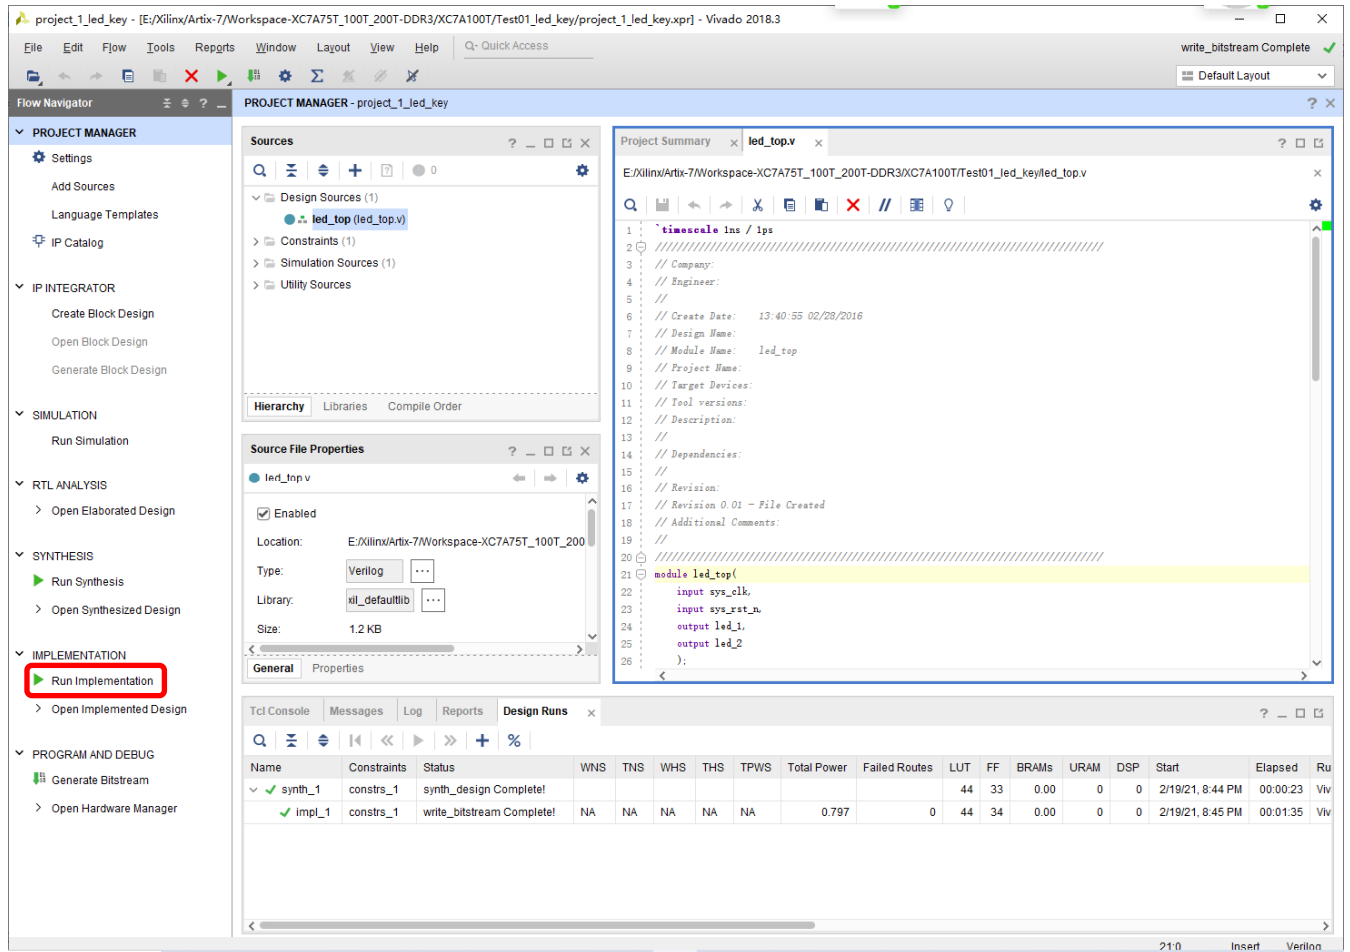 project_1_led_key - [E:/Xilinx/Artix-7/Workspace-XC7A75T_100T_200T-DDR3/XC7A100T/Test01_led_key/project_1_led_key.xpr] - Vivado 2018.3
File Edit Flow Tools Reports Window Layout View Help Q- Quick Access write_bitstream Complete
Default Layout
Flow Navigator
PROJECT MANAGER - project_1_led_key
PROJECT MANAGER
Settings
Add Sources
Language Templates
IP Catalog
IP INTEGRATOR
Create Block Design
Open Block Design
Generate Block Design
SIMULATION
Run Simulation
RTL ANALYSIS
Open Elaborated Design
SYNTHESIS
Run Synthesis
Open Synthesized Design
IMPLEMENTATION
Run Implementation
Open Implemented Design
PROGRAM AND DEBUG
Generate Bitstream
Open Hardware Manager
Sources
0
Design Sources (1)
led_top (led_top.v)
Constraints (1)
Simulation Sources (1)
Utility Sources
Hierarchy Libraries Compile Order
Source File Properties
led_top.v
Enabled
Location: E:/Xilinx/Artix-7/Workspace-XC7A75T_100T_200
Type: Verilog
Library: xil_defaultlib
Size: 1.2 KB
General Properties
Project Summary led_top.v
E:/Xilinx/Artix-7/Workspace-XC7A75T_100T_200T-DDR3/XC7A100T/Test01_led_key/led_top.v
1 `timescale 1ns / 1ps
2 //////////////////////////////////////////////////////////////////////////////////
3 // Company:
4 // Engineer:
5 //
6 // Create Date: 13:40:55 02/28/2016
7 // Design Name:
8 // Module Name: led_top
9 // Project Name:
10 // Target Devices:
11 // Tool versions:
12 // Description:
13 //
14 // Dependencies:
15 //
16 // Revision:
17 // Revision 0.01 - File Created
18 // Additional Comments:
19 //
20 //////////////////////////////////////////////////////////////////////////////////
21 module led_top(
22 input sys_clk,
23 input sys_rst_n,
24 output led_1,
25 output led_2
26 );
Tcl Console Messages Log Reports Design Runs
Name Constraints Status WNS TNS WHS THS TPWS Total Power Failed Routes LUT FF BRAMs URAM DSP Start Elapsed Ru
synth_1 constrs_1 synth_design Complete! 44 33 0.00 0 0 2/19/21, 8:44 PM 00:00:23 Viv
impl_1 constrs_1 write_bitstream Complete! NA NA NA NA NA 0.797 0 44 34 0.00 0 0 2/19/21, 8:45 PM 00:01:35 Viv
21:0 Insert Verilog